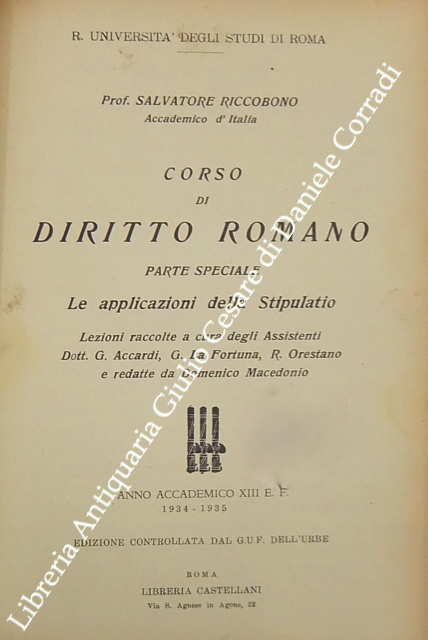 R. UNIVERSITA' DEGLI STUDI DI ROMA
Prof. SALVATORE RICCOBONO
Accademico d' Italia
CORSO
DI
DIRITTO ROMANO
PARTE SPECIALE
Le applicazioni della Stipulatio
Lezioni raccolte a cura degli Assistenti
Dott. G. Accardi, G. La Fortuna, R. Orestano
e redatte da Domenico Macedonio
ANNO ACCADEMICO XIII E. F.
1934 - 1935
EDIZIONE CONTROLLATA DAL G.U.F. DELL'URBE
ROMA
LIBRERIA CASTELLANI
Via S. Agnese in Agone, 22
Libreria Antiquaria Giulio Cesare di Daniele Corradi